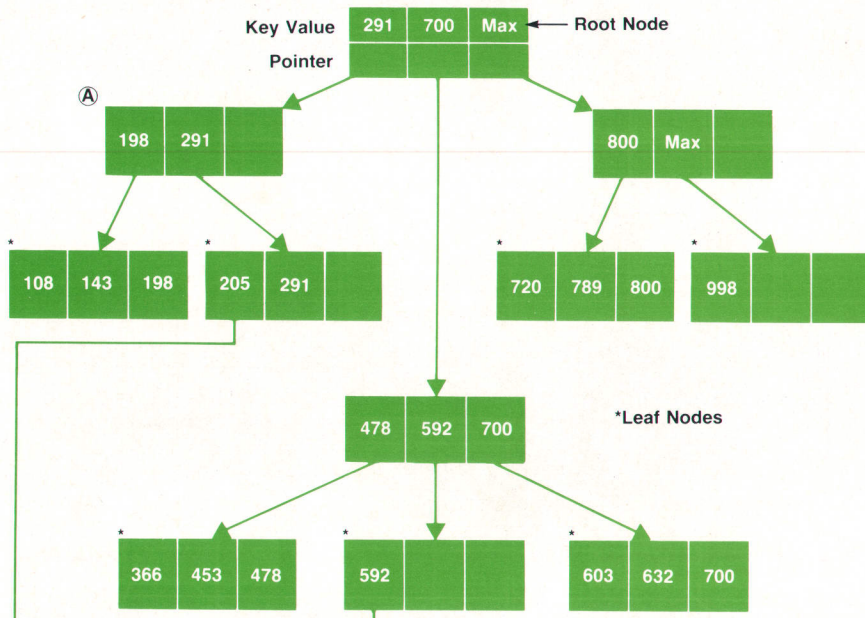 Key Value 291 700 Max Root Node
Pointer
Ⓐ
198 291
800 Max
* * * *
108 143 198 205 291 720 789 800 998
478 592 700 *Leaf Nodes
* * *
366 453 478 592 603 632 700